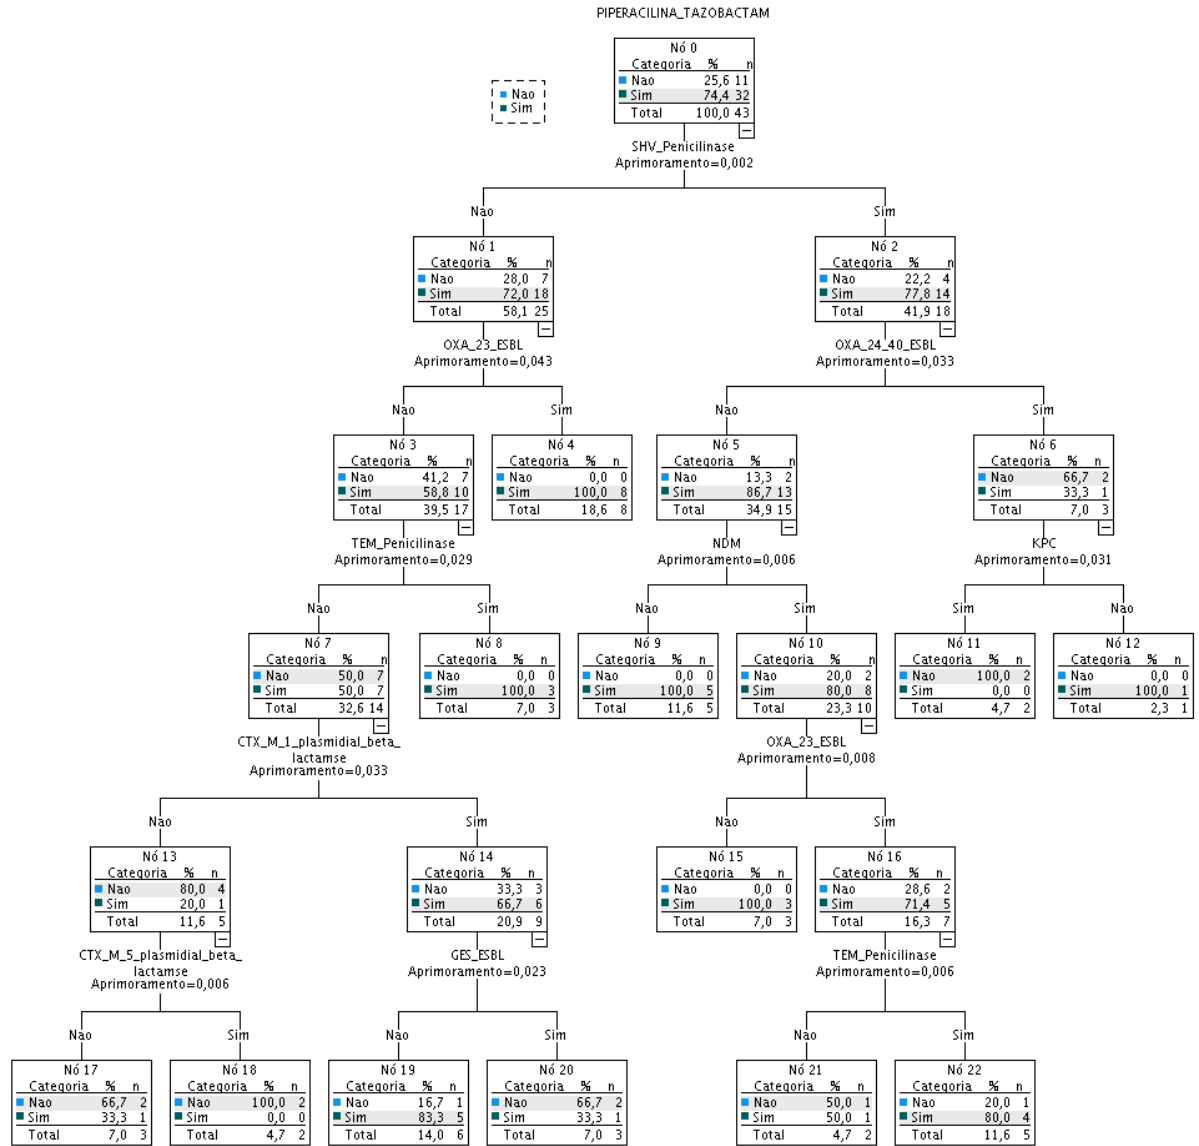 PIPERACILINA_TAZOBACTAM
Nó 0
Categoria % n
Nao 25,6 11
Sim 74,4 32
Total 100,0 43
Nao
Sim
SHV_Penicilinase
Aprimoramento=0,002
Nao
Sim
Nó 1
Categoria % n
Nao 28,0 7
Sim 72,0 18
Total 58,1 25
Nó 2
Categoria % n
Nao 22,2 4
Sim 77,8 14
Total 41,9 18
OXA_23_ESBL
Aprimoramento=0,043
OXA_24_40_ESBL
Aprimoramento=0,033
Nao
Sim
Nao
Sim
Nó 3
Categoria % n
Nao 41,2 7
Sim 58,8 10
Total 39,5 17
Nó 4
Categoria % n
Nao 0,0 0
Sim 100,0 8
Total 18,6 8
Nó 5
Categoria % n
Nao 13,3 2
Sim 86,7 13
Total 34,9 15
Nó 6
Categoria % n
Nao 66,7 2
Sim 33,3 1
Total 7,0 3
TEM_Penicilinase
Aprimoramento=0,029
NDM
Aprimoramento=0,006
KPC
Aprimoramento=0,031
Nao
Sim
Nao
Sim
Sim
Nao
Nó 7
Categoria % n
Nao 50,0 7
Sim 50,0 7
Total 32,6 14
Nó 8
Categoria % n
Nao 0,0 0
Sim 100,0 3
Total 7,0 3
Nó 9
Categoria % n
Nao 0,0 0
Sim 100,0 5
Total 11,6 5
Nó 10
Categoria % n
Nao 20,0 2
Sim 80,0 8
Total 23,3 10
Nó 11
Categoria % n
Nao 100,0 2
Sim 0,0 0
Total 4,7 2
Nó 12
Categoria % n
Nao 0,0 0
Sim 100,0 1
Total 2,3 1
CTX_M_1_plasmidial_beta_
lactamse
Aprimoramento=0,033
OXA_23_ESBL
Aprimoramento=0,008
Nao
Sim
Nao
Sim
Nó 13
Categoria % n
Nao 80,0 4
Sim 20,0 1
Total 11,6 5
Nó 14
Categoria % n
Nao 33,3 3
Sim 66,7 6
Total 20,9 9
Nó 15
Categoria % n
Nao 0,0 0
Sim 100,0 3
Total 7,0 3
Nó 16
Categoria % n
Nao 28,6 2
Sim 71,4 5
Total 16,3 7
CTX_M_5_plasmidial_beta_
lactamse
Aprimoramento=0,006
GES_ESBL
Aprimoramento=0,023
TEM_Penicilinase
Aprimoramento=0,006
Nao
Sim
Nao
Sim
Nao
Sim
Nó 17
Categoria % n
Nao 66,7 2
Sim 33,3 1
Total 7,0 3
Nó 18
Categoria % n
Nao 100,0 2
Sim 0,0 0
Total 4,7 2
Nó 19
Categoria % n
Nao 16,7 1
Sim 83,3 5
Total 14,0 6
Nó 20
Categoria % n
Nao 66,7 2
Sim 33,3 1
Total 7,0 3
Nó 21
Categoria % n
Nao 50,0 1
Sim 50,0 1
Total 4,7 2
Nó 22
Categoria % n
Nao 20,0 1
Sim 80,0 4
Total 11,6 5